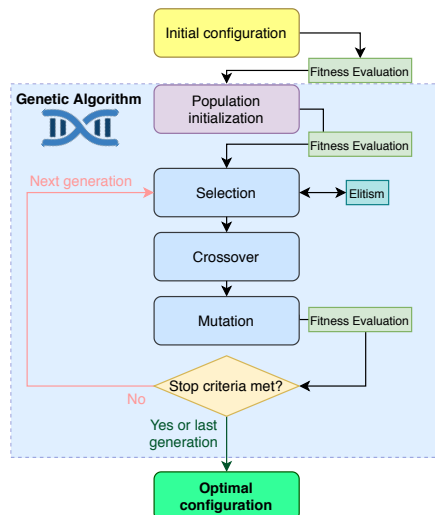 Initial configuration
Fitness Evaluation
Genetic Algorithm
Population
initialization
Fitness Evaluation
Next generation
Selection
Elitism
Crossover
Mutation
Fitness Evaluation
Stop criteria met?
No
Yes or last
generation
Optimal
configuration